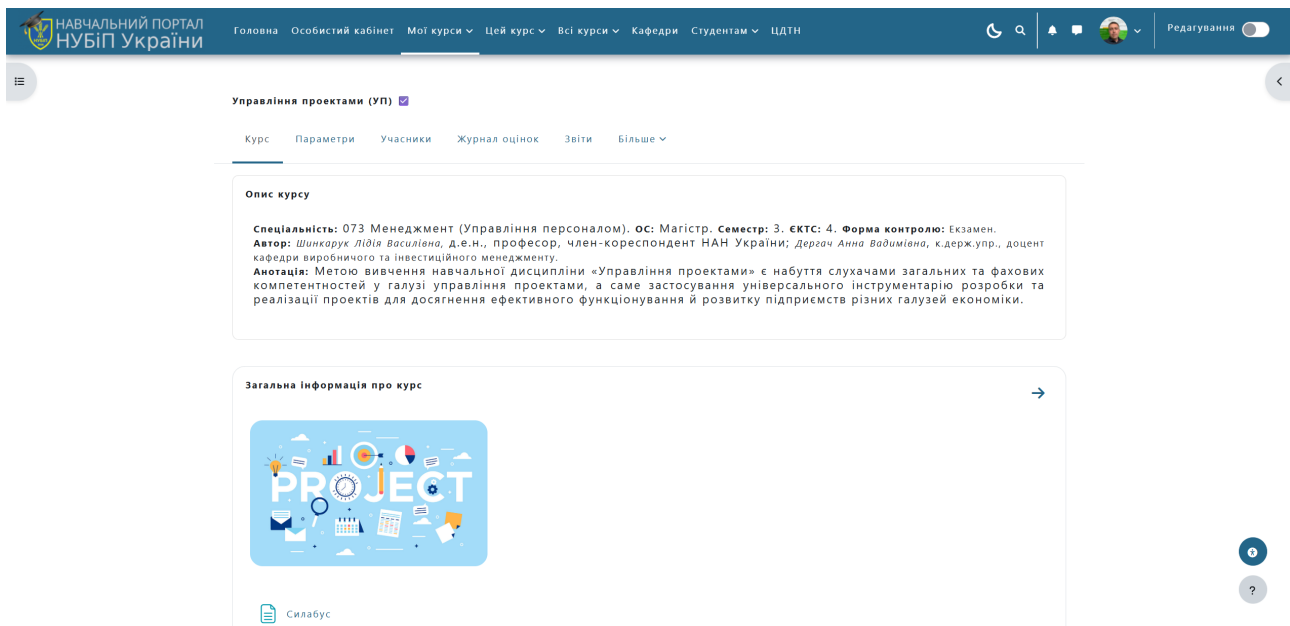 НАВЧАЛЬНИЙ ПОРТАЛ
НУБіП України
Головна Особистий кабінет Мої курси Цей курс Всі курси Кафедри Студентам ЦДТН
Редагування
Управління проектами (УП)
Курс Параметри Учасники Журнал оцінок Звіти Більше
Опис курсу
Спеціальність: 073 Менеджмент (Управління персоналом). ОС: Магістр. Семестр: 3. ЄКТС: 4. Форма контролю: Екзамен.
Автор: Шинкарук Лідія Василівна, д.е.н., професор, член-кореспондент НАН України; Дергач Анна Вадимівна, к.держ.упр., доцент
кафедри виробничого та інвестиційного менеджменту.
Анотація: Метою вивчення навчальної дисципліни «Управління проектами» є набуття слухачами загальних та фахових
компетентностей у галузі управління проектами, а саме застосування універсального інструментарію розробки та
реалізації проектів для досягнення ефективного функціонування й розвитку підприємств різних галузей економіки.
Загальна інформація про курс
PROJECT
Силабус
?